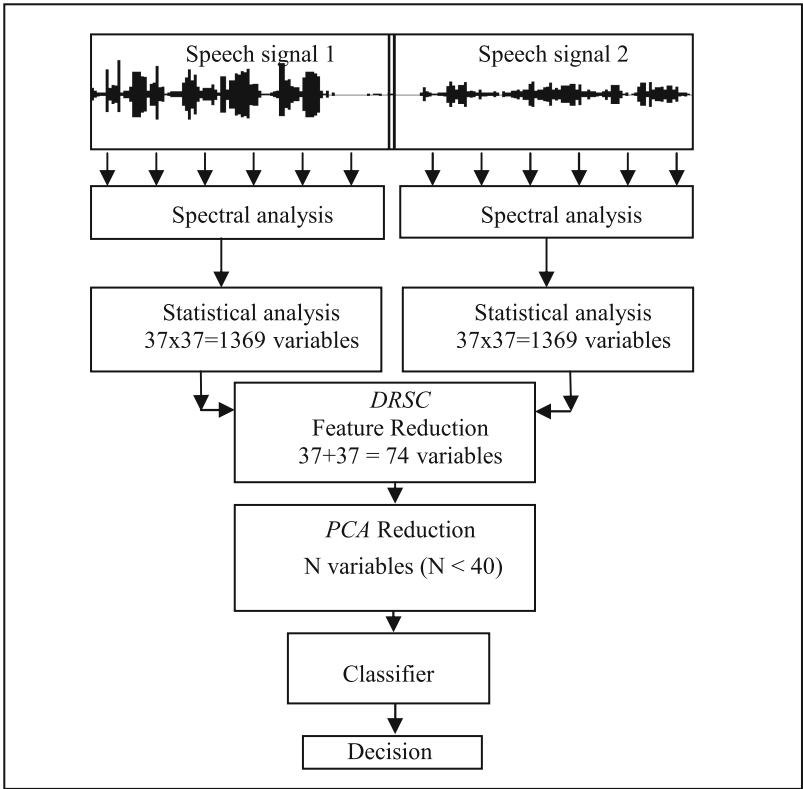 Speech signal 1
Speech signal 2
Spectral analysis
Spectral analysis
Statistical analysis
37x37=1369 variables
Statistical analysis
37x37=1369 variables
DRSC
Feature Reduction
37+37 = 74 variables
PCA Reduction
N variables (N < 40)
Classifier
Decision